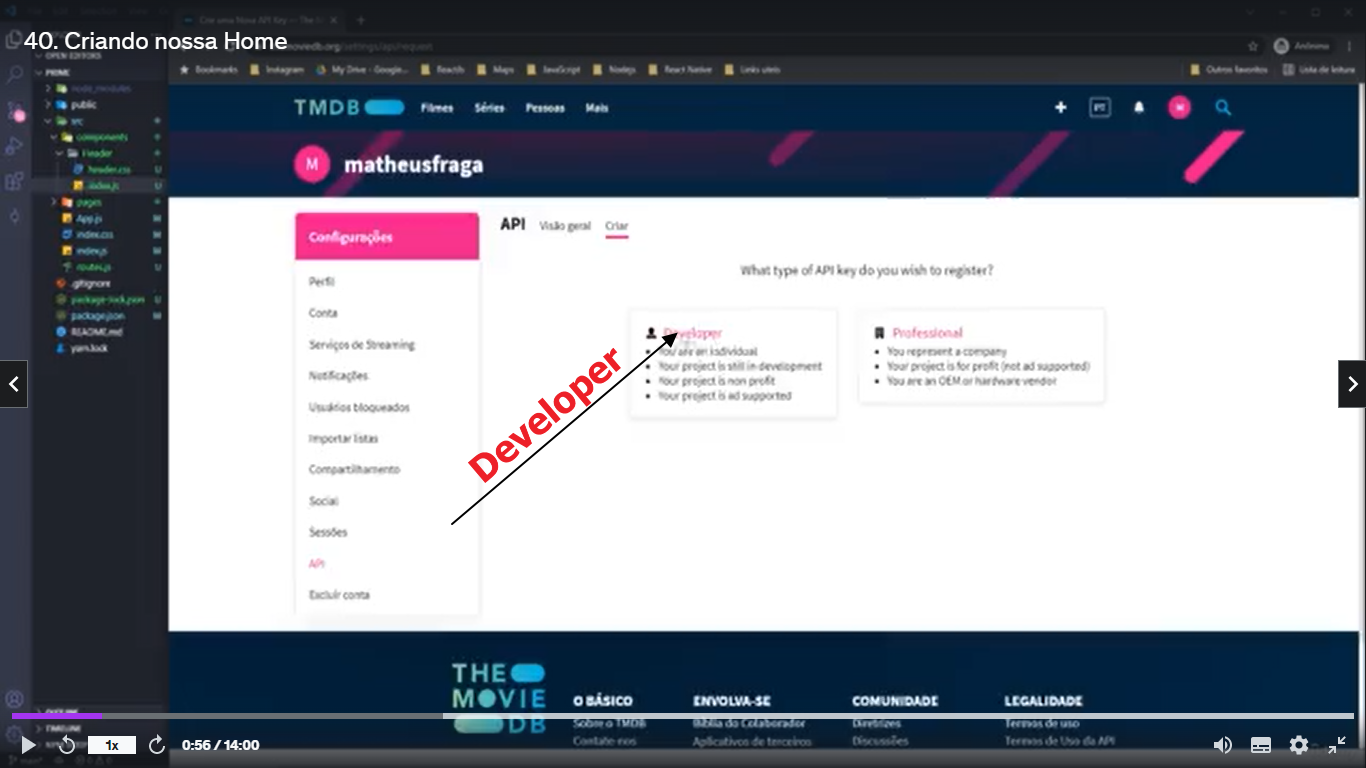 40. Criando nossa Home
Bookmarks
Instagram
My Drive - Google...
Reactjs
Maps
JavaScript
Nodejs
React Native
Links uteis
Outros favoritos
Lista de leitura
OPEN EDITORS
PRIME
node_modules
public
src
components
Header
header.css
index.js
pages
App.js
index.css
index.js
routes.js
.gitignore
package-lock.json
package.json
README.md
yarn.lock
OUTLINE
TIMELINE
TMDB
Filmes
Séries
Pessoas
Mais
PT
M
matheusfraga
Configurações
Perfil
Conta
Serviços de Streaming
Notificações
Usuários bloqueados
Importar listas
Compartilhamento
Social
Sessões
API
Excluir conta
API
Visão geral
Criar
What type of API key do you wish to register?
Developer
You are an individual
Your project is still in development
Your project is non profit
Your project is ad supported
Professional
You represent a company
Your project is for profit (not ad supported)
You are an OEM or hardware vendor
Developer
THE
MOVIE
DB
O BÁSICO
Sobre o TMDB
Contate-nos
ENVOLVA-SE
Bíblia do Colaborador
Aplicativos de terceiros
COMUNIDADE
Diretrizes
Discussões
LEGALIDADE
Termos de uso
Termos de Uso da API
1x
0:56 / 14:00